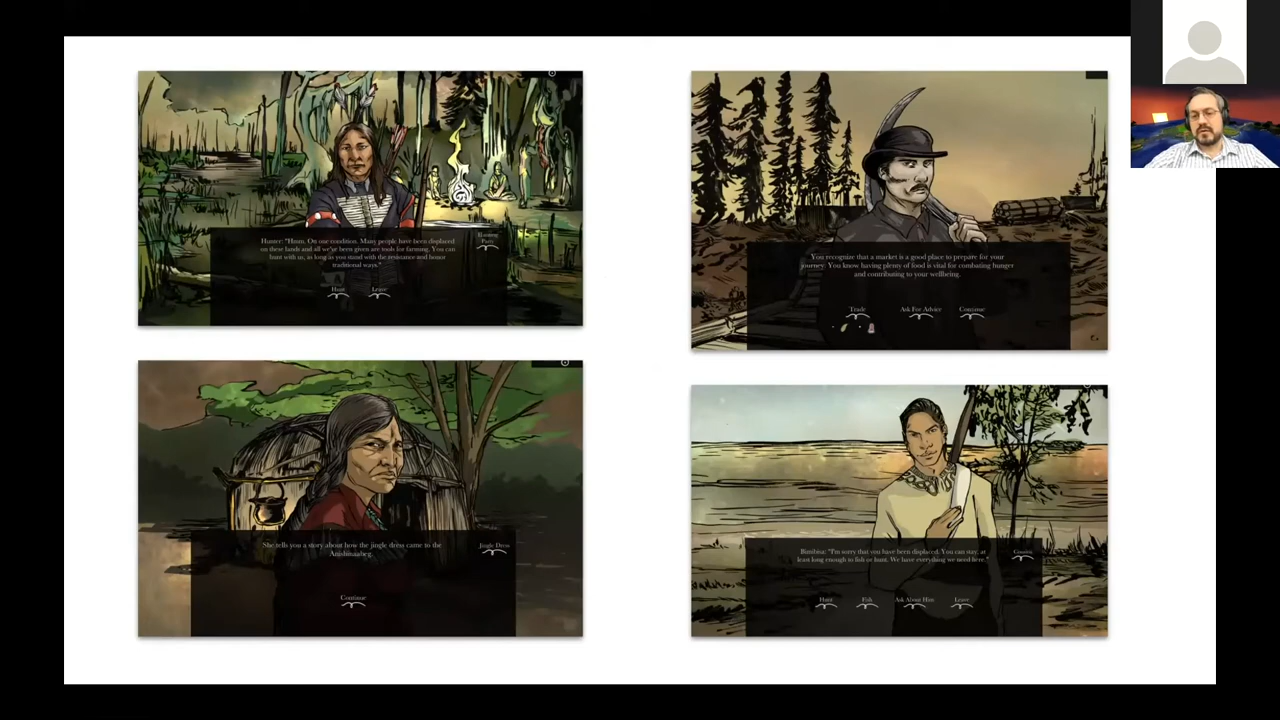 Hunter: "Hmm. On one condition. Many people have been displaced
on these lands and all we've been given are tools for farming. You can
hunt with us, as long as you stand with the resistance and honor
traditional ways."
Hunting
Party
Hunt
Leave
You recognize that a market is a good place to prepare for your
journey. You know having plenty of food is vital for combating hunger
and contributing to your wellbeing.
Trade
Ask For Advice
Continue
She tells you a story about how the jingle dress came to the
Anishinaabeg.
Jingle Dress
Continue
"I'm sorry that you have been displaced. You can stay, at
least long enough to fish or hunt. We have everything we need here."
Hunt
Fish
Ask About Him
Leave